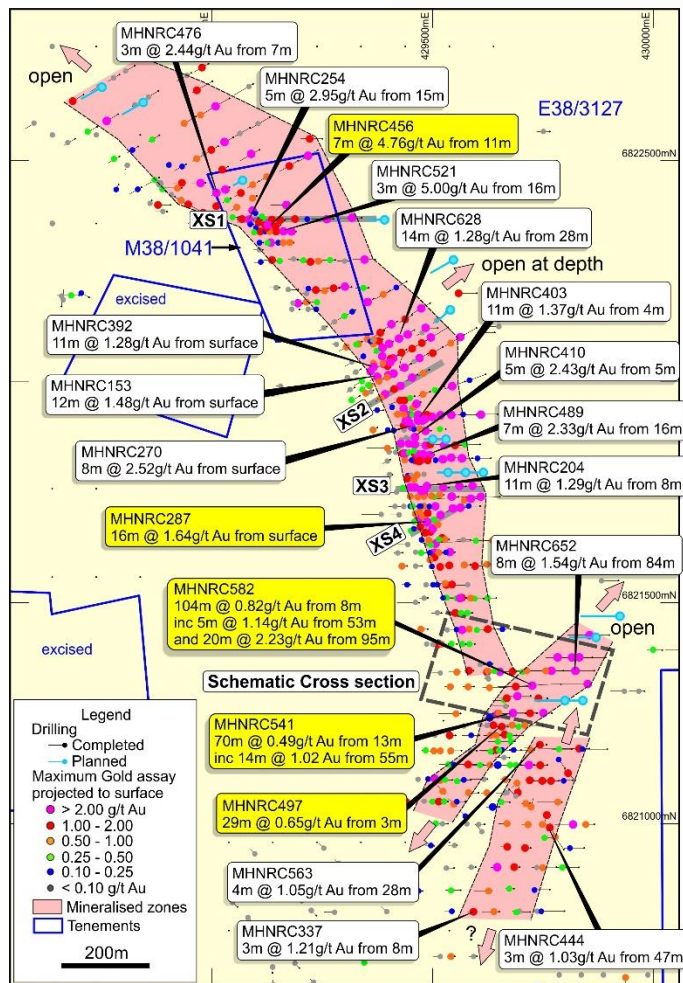 429500mE
430000mE
MHNRC476
3m @ 2.44g/t Au from 7m
open
MHNRC254
5m @ 2.95g/t Au from 15m
E38/3127
MHNRC456
7m @ 4.76g/t Au from 11m
6822500mN
MHNRC521
3m @ 5.00g/t Au from 16m
XS1
MHNRC628
14m @ 1.28g/t Au from 28m
M38/1041
open at depth
excised
MHNRC403
11m @ 1.37g/t Au from 4m
MHNRC392
11m @ 1.28g/t Au from surface
MHNRC410
5m @ 2.43g/t Au from 5m
MHNRC153
12m @ 1.48g/t Au from surface
XS2
MHNRC489
7m @ 2.33g/t Au from 16m
MHNRC270
8m @ 2.52g/t Au from surface
MHNRC204
11m @ 1.29g/t Au from 8m
XS3
MHNRC287
16m @ 1.64g/t Au from surface
XS4
MHNRC652
8m @ 1.54g/t Au from 84m
MHNRC582
104m @ 0.82g/t Au from 8m
inc 5m @ 1.14g/t Au from 53m
and 20m @ 2.23g/t Au from 95m
6821500mN
open
excised
Schematic Cross section
MHNRC541
70m @ 0.49g/t Au from 13m
inc 14m @ 1.02 Au from 55m
MHNRC497
29m @ 0.65g/t Au from 3m
6821000mN
MHNRC563
4m @ 1.05g/t Au from 28m
MHNRC337
3m @ 1.21g/t Au from 8m
?
MHNRC444
3m @ 1.03g/t Au from 47m
Legend
Drilling
Completed
Planned
Maximum Gold assay
projected to surface
> 2.00 g/t Au
1.00 - 2.00
0.50 - 1.00
0.25 - 0.50
0.10 - 0.25
< 0.10 g/t Au
Mineralised zones
Tenements
200m